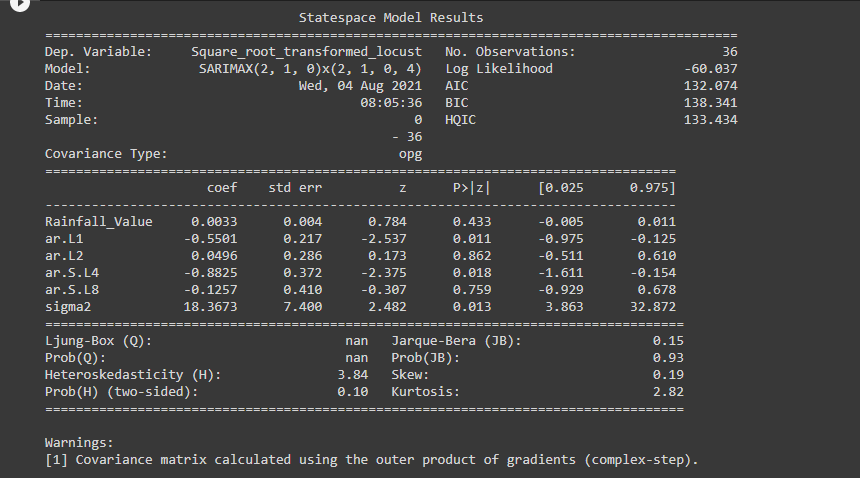 Statespace Model Results
==========================================================================================
Dep. Variable: Square_root_transformed_locust No. Observations: 36
Model: SARIMAX(2, 1, 0)x(2, 1, 0, 4) Log Likelihood -60.037
Date: Wed, 04 Aug 2021 AIC 132.074
Time: 08:05:36 BIC 138.341
Sample: 0 HQIC 133.434
- 36
Covariance Type: opg
==================================================================================
coef std err z P>|z| [0.025 0.975]
----------------------------------------------------------------------------------
Rainfall_Value 0.0033 0.004 0.784 0.433 -0.005 0.011
ar.L1 -0.5501 0.217 -2.537 0.011 -0.975 -0.125
ar.L2 0.0496 0.286 0.173 0.862 -0.511 0.610
ar.S.L4 -0.8825 0.372 -2.375 0.018 -1.611 -0.154
ar.S.L8 -0.1257 0.410 -0.307 0.759 -0.929 0.678
sigma2 18.3673 7.400 2.482 0.013 3.863 32.872
===================================================================================
Ljung-Box (Q): nan Jarque-Bera (JB): 0.15
Prob(Q): nan Prob(JB): 0.93
Heteroskedasticity (H): 3.84 Skew: 0.19
Prob(H) (two-sided): 0.10 Kurtosis: 2.82
===================================================================================
Warnings:
[1] Covariance matrix calculated using the outer product of gradients (complex-step).